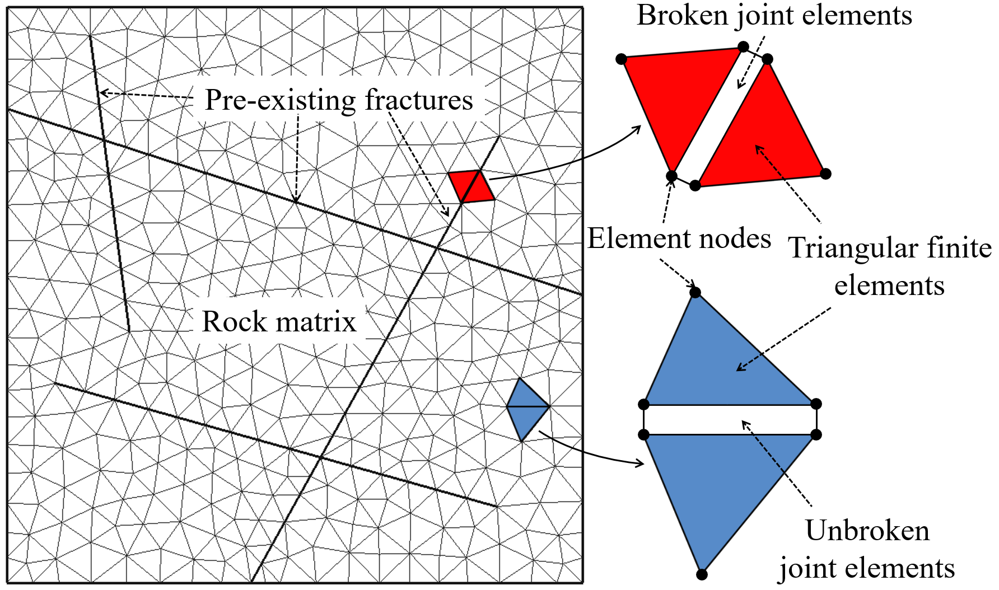 Broken joint elements
Pre-existing fractures
Element nodes
Triangular finite
elements
Rock matrix
Unbroken
joint elements